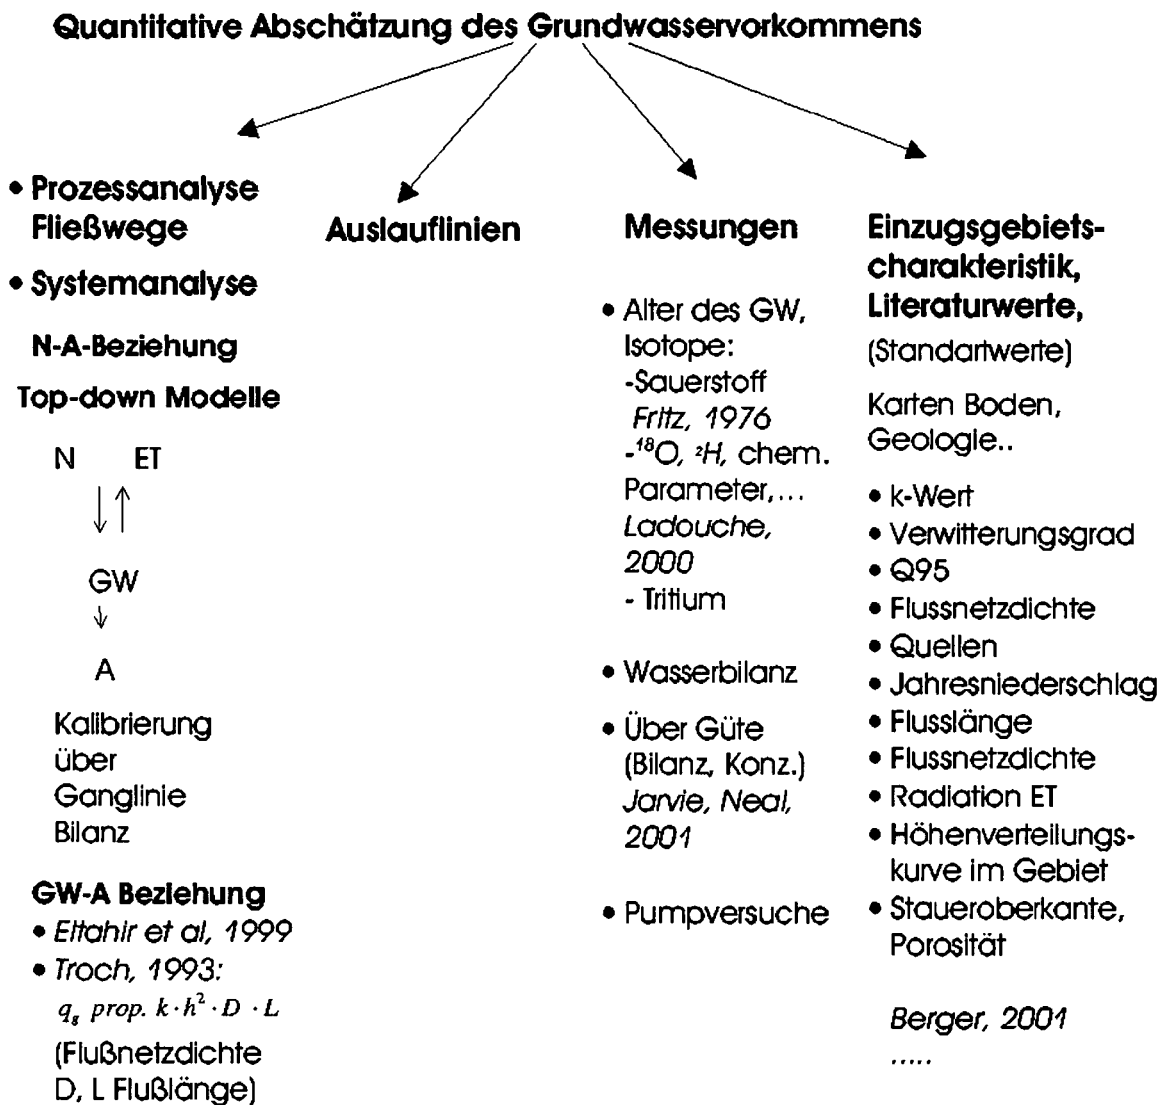 Quantitative Abschätzung des Grundwasservorkommens
• Prozessanalyse
Fließwege
• Systemanalyse
N-A-Beziehung
Top-down Modelle
N ET
GW
A
Kalibrierung
über
Ganglinie
Bilanz
GW-A Beziehung
• Eltahir et al, 1999
• Troch, 1993:
q_g prop. k·h²·D·L
(Flußnetzdichte
D, L Flußlänge)
Auslauflinien
Messungen
• Alter des GW,
Isotope:
-Sauerstoff
Fritz, 1976
-¹⁸O, ²H, chem.
Parameter,...
Ladouche,
2000
- Tritium
• Wasserbilanz
• Über Güte
(Bilanz, Konz.)
Jarvie, Neal,
2001
• Pumpversuche
Einzugsgebiets-
charakteristik,
Literaturwerte,
(Standartwerte)
Karten Boden,
Geologie..
• k-Wert
• Verwitterungsgrad
• Q95
• Flussnetzdichte
• Quellen
• Jahresniederschlag
• Flusslänge
• Flussnetzdichte
• Radiation ET
• Höhenverteilungs-
kurve im Gebiet
• Staueroberkante,
Porosität
Berger, 2001
.....